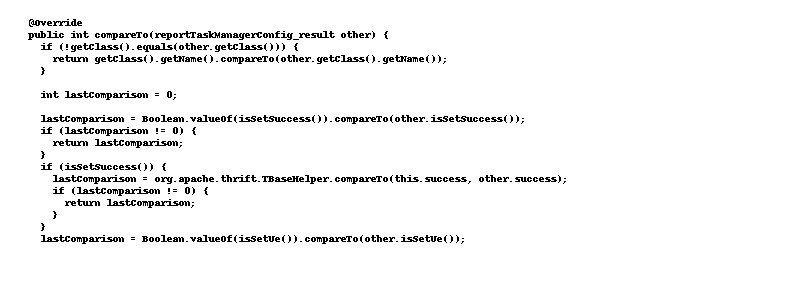 @Override
public int compareTo(reportTaskManagerConfig_result other) {
if (!getClass().equals(other.getClass())) {
return getClass().getName().compareTo(other.getClass().getName());
}
int lastComparison = 0;
lastComparison = Boolean.valueOf(isSetSuccess()).compareTo(other.isSetSuccess());
if (lastComparison != 0) {
return lastComparison;
}
if (isSetSuccess()) {
lastComparison = org.apache.thrift.TBaseHelper.compareTo(this.success, other.success);
if (lastComparison != 0) {
return lastComparison;
}
}
lastComparison = Boolean.valueOf(isSetUe()).compareTo(other.isSetUe());